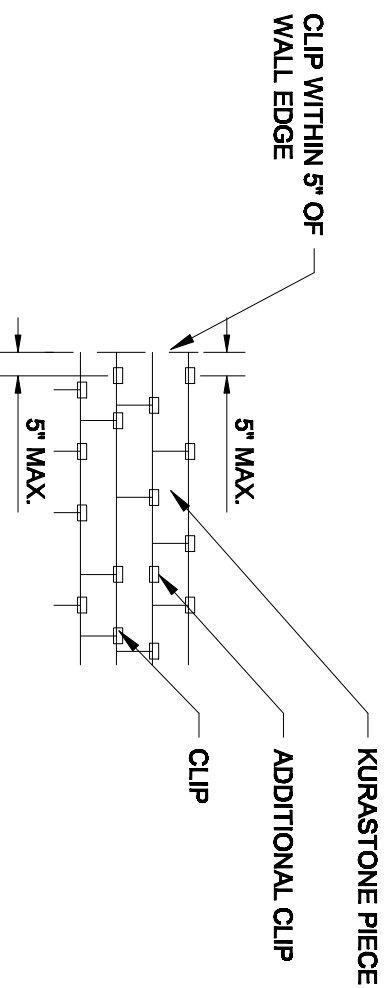 CLIP WITHIN 5" OF
WALL EDGE
5" MAX.
5" MAX.
KURASTONE PIECE
ADDITIONAL CLIP
CLIP